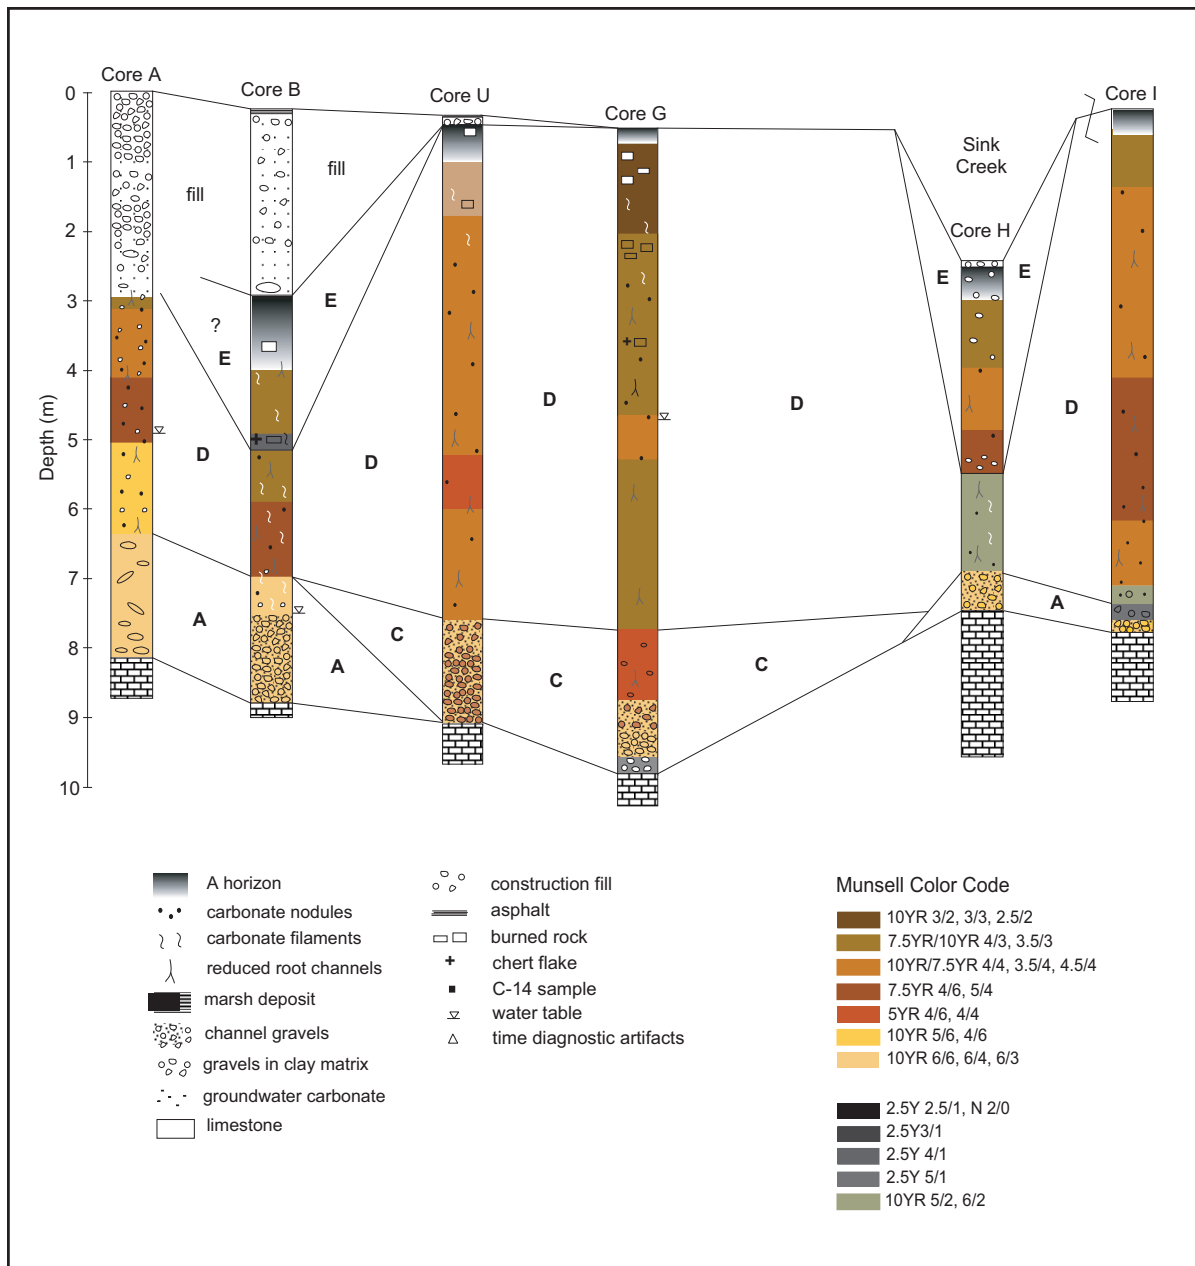 Core A
Core B
Core U
Core G
Core H
Core I
Sink
Creek
Depth (m)
0
1
2
3
4
5
6
7
8
9
10
fill
fill
?
E
E
E
E
D
D
D
D
D
A
A
C
C
C
A
A horizon
carbonate nodules
carbonate filaments
reduced root channels
marsh deposit
channel gravels
gravels in clay matrix
groundwater carbonate
limestone
construction fill
asphalt
burned rock
chert flake
C-14 sample
water table
time diagnostic artifacts
Munsell Color Code
10YR 3/2, 3/3, 2.5/2
7.5YR/10YR 4/3, 3.5/3
10YR/7.5YR 4/4, 3.5/4, 4.5/4
7.5YR 4/6, 5/4
5YR 4/6, 4/4
10YR 5/6, 4/6
10YR 6/6, 6/4, 6/3
2.5Y 2.5/1, N 2/0
2.5Y3/1
2.5Y 4/1
2.5Y 5/1
10YR 5/2, 6/2